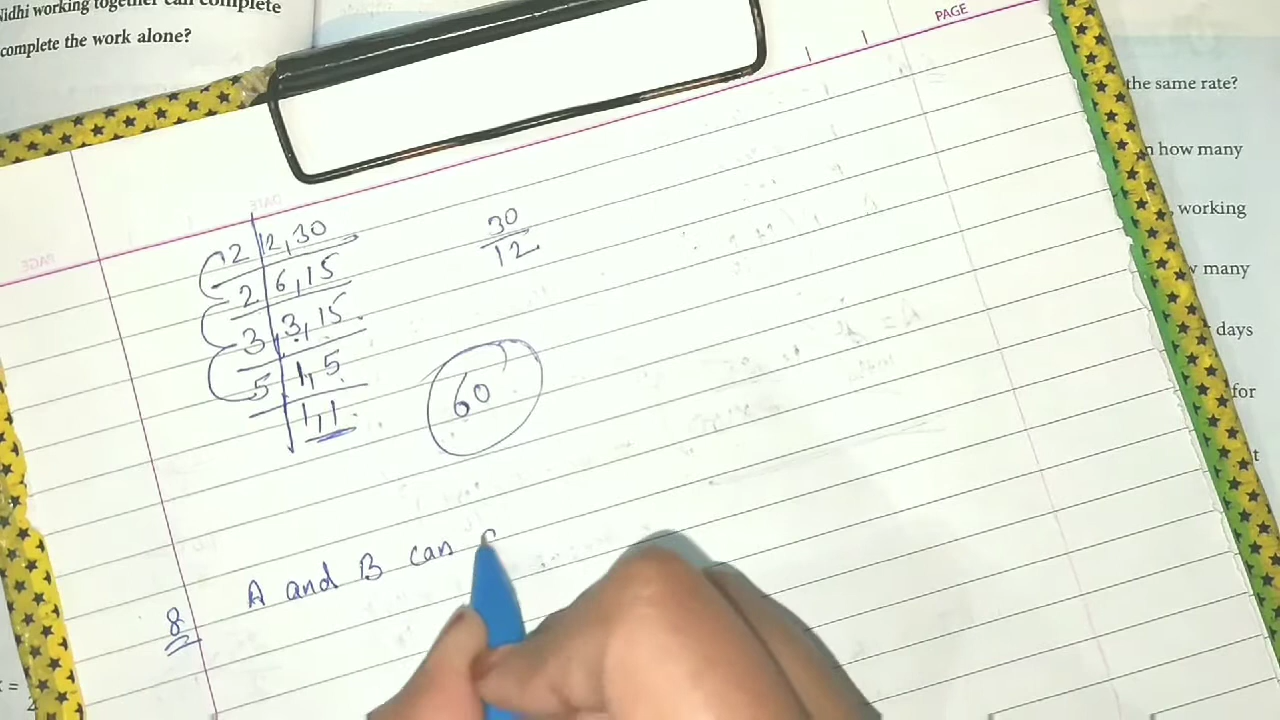 Nidhi working together can complete
complete the work alone?
PAGE
the same rate?
n how many
working
many
days
for
t
DATE
PAGE
2 | 12, 30
2 | 6, 15
3 | 3, 15
5 | 1, 5
1, 1
30
12
60
8 A and B can